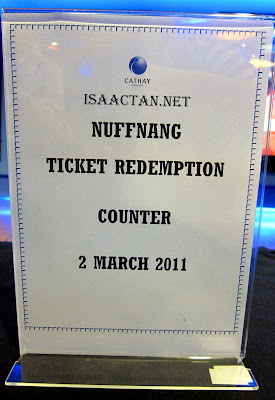 CATHAY
ISAACTAN.NET
NUFFNANG
TICKET REDEMPTION
COUNTER
2 MARCH 2011